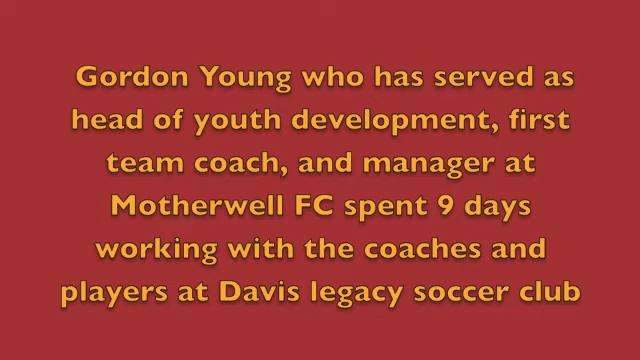 Gordon Young who has served as
head of youth development, first
team coach, and manager at
Motherwell FC spent 9 days
working with the coaches and
players at Davis legacy soccer club